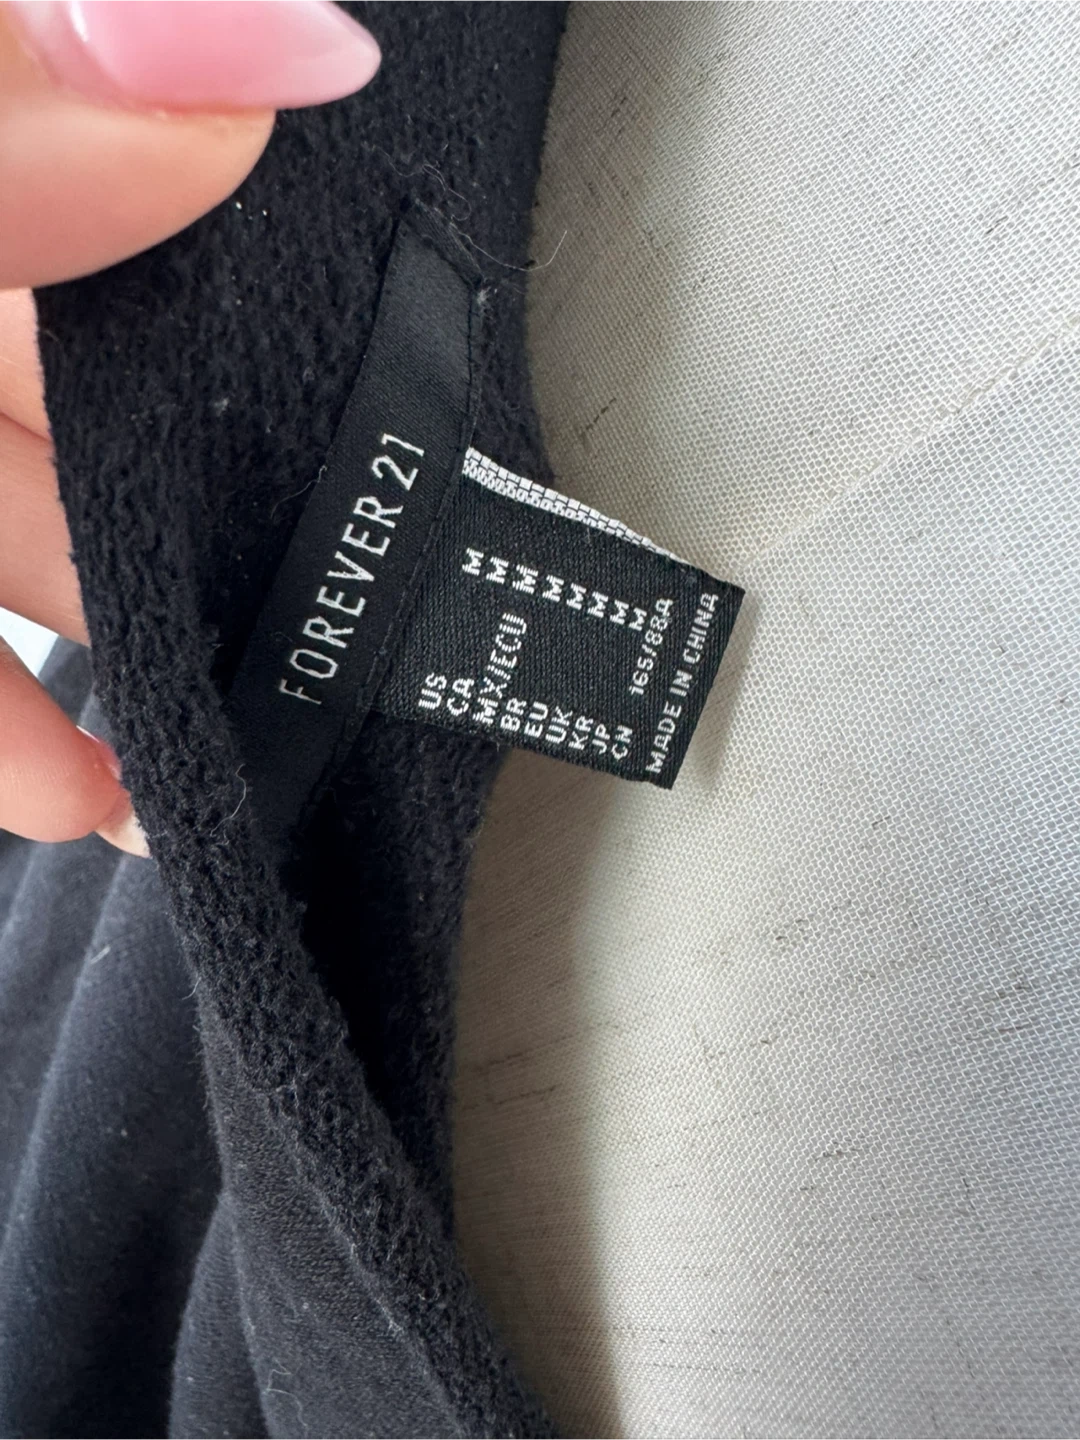 FOREVER 21
US M
CA M
MX/ECU M
BR M
EU M
UK M
KR M
JP M
CN 165/88A
MADE IN CHINA